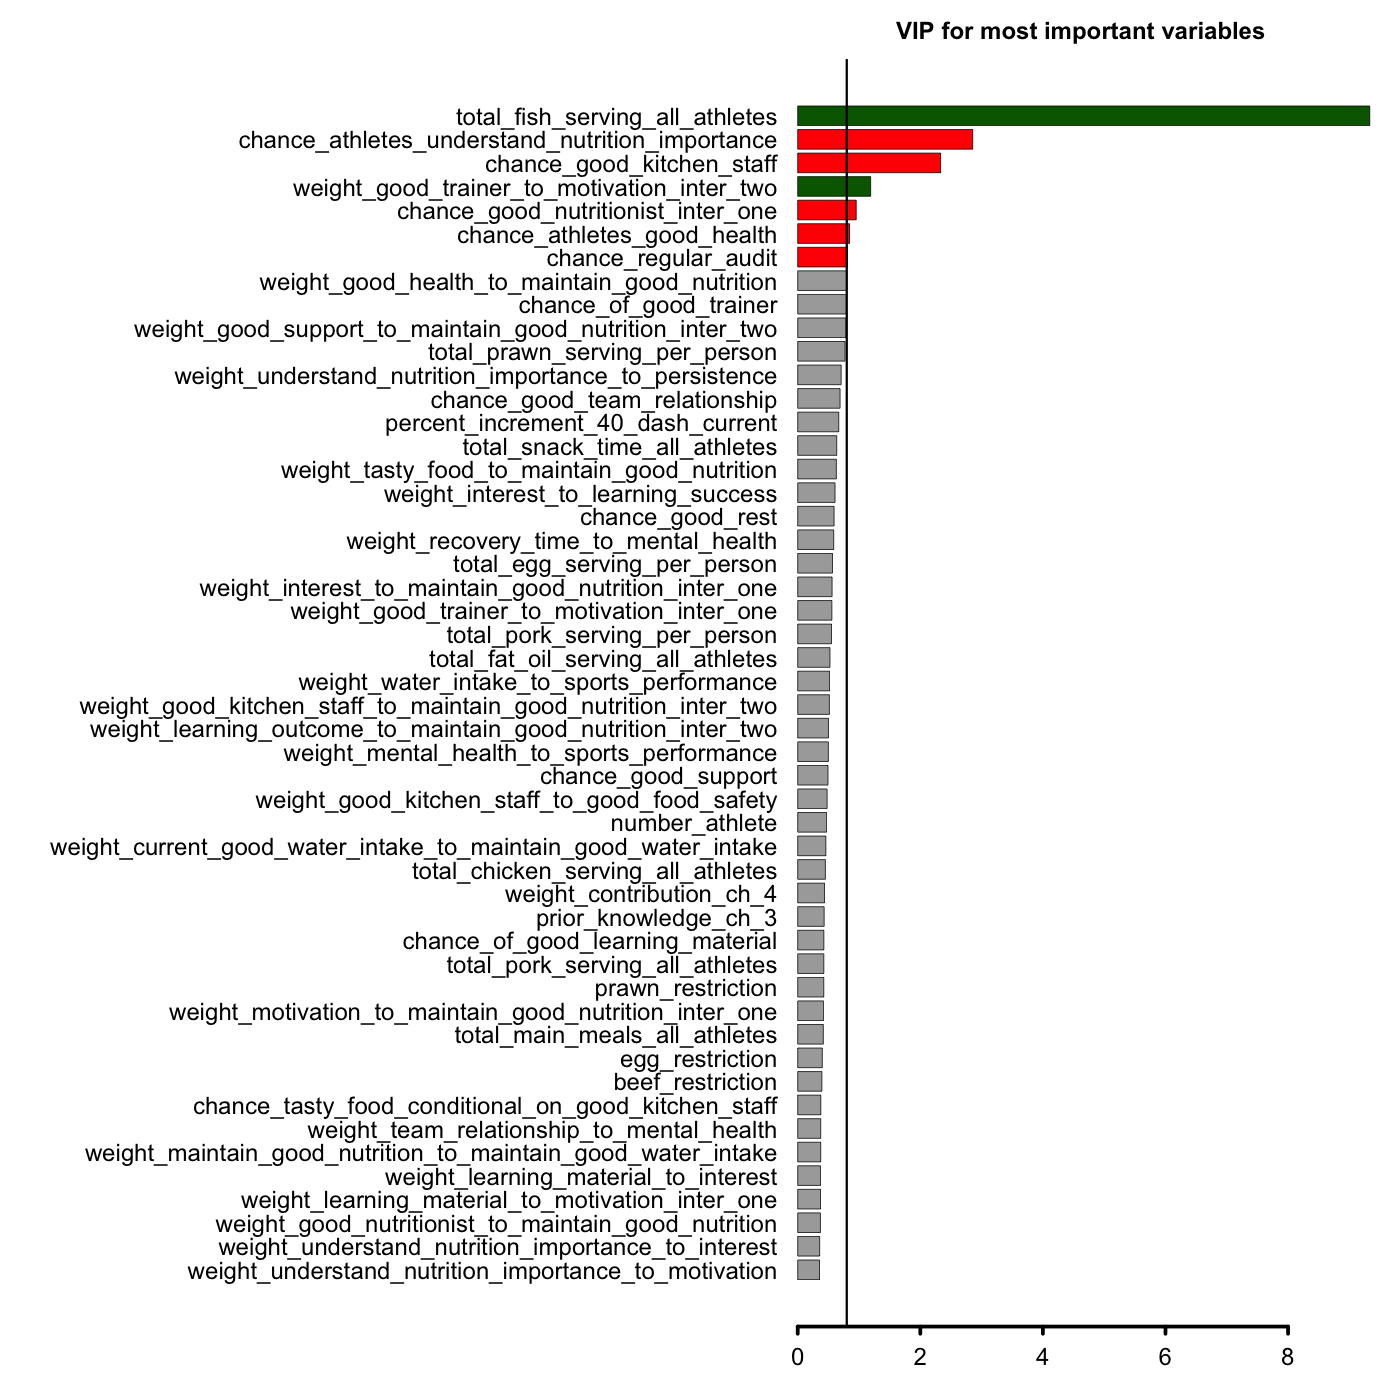 VIP for most important variables
total_fish_serving_all_athletes
chance_athletes_understand_nutrition_importance
chance_good_kitchen_staff
weight_good_trainer_to_motivation_inter_two
chance_good_nutritionist_inter_one
chance_athletes_good_health
chance_regular_audit
weight_good_health_to_maintain_good_nutrition
chance_of_good_trainer
weight_good_support_to_maintain_good_nutrition_inter_two
total_prawn_serving_per_person
weight_understand_nutrition_importance_to_persistence
chance_good_team_relationship
percent_increment_40_dash_current
total_snack_time_all_athletes
weight_tasty_food_to_maintain_good_nutrition
weight_interest_to_learning_success
chance_good_rest
weight_recovery_time_to_mental_health
total_egg_serving_per_person
weight_interest_to_maintain_good_nutrition_inter_one
weight_good_trainer_to_motivation_inter_one
total_pork_serving_per_person
total_fat_oil_serving_all_athletes
weight_water_intake_to_sports_performance
weight_good_kitchen_staff_to_maintain_good_nutrition_inter_two
weight_learning_outcome_to_maintain_good_nutrition_inter_two
weight_mental_health_to_sports_performance
chance_good_support
weight_good_kitchen_staff_to_good_food_safety
number_athlete
weight_current_good_water_intake_to_maintain_good_water_intake
total_chicken_serving_all_athletes
weight_contribution_ch_4
prior_knowledge_ch_3
chance_of_good_learning_material
total_pork_serving_all_athletes
prawn_restriction
weight_motivation_to_maintain_good_nutrition_inter_one
total_main_meals_all_athletes
egg_restriction
beef_restriction
chance_tasty_food_conditional_on_good_kitchen_staff
weight_team_relationship_to_mental_health
weight_maintain_good_nutrition_to_maintain_good_water_intake
weight_learning_material_to_interest
weight_learning_material_to_motivation_inter_one
weight_good_nutritionist_to_maintain_good_nutrition
weight_understand_nutrition_importance_to_interest
weight_understand_nutrition_importance_to_motivation
0 2 4 6 8